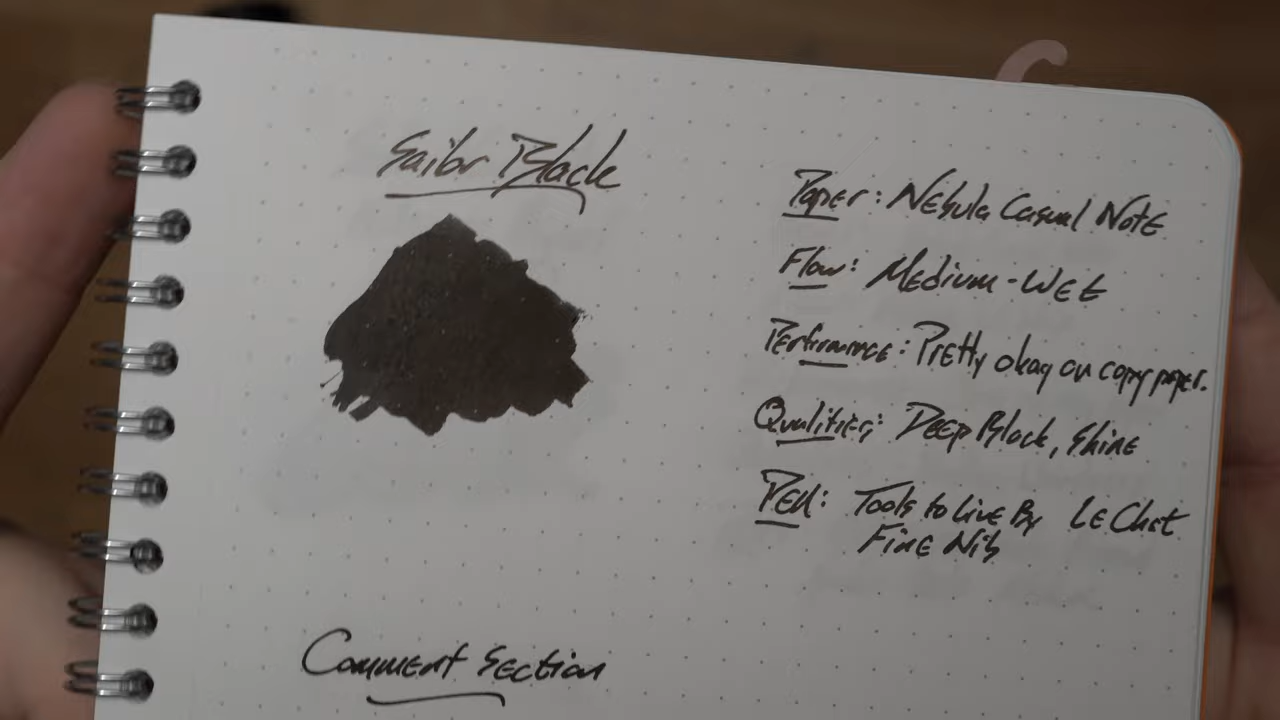 Sailor Black
Paper: Nebula Casual Note
Flow: Medium-Wet
Performance: Pretty okay on copy paper.
Qualities: Deep Black, Shine
Pen: Tools to Live By Le Chat
Fine Nib
Comment Section